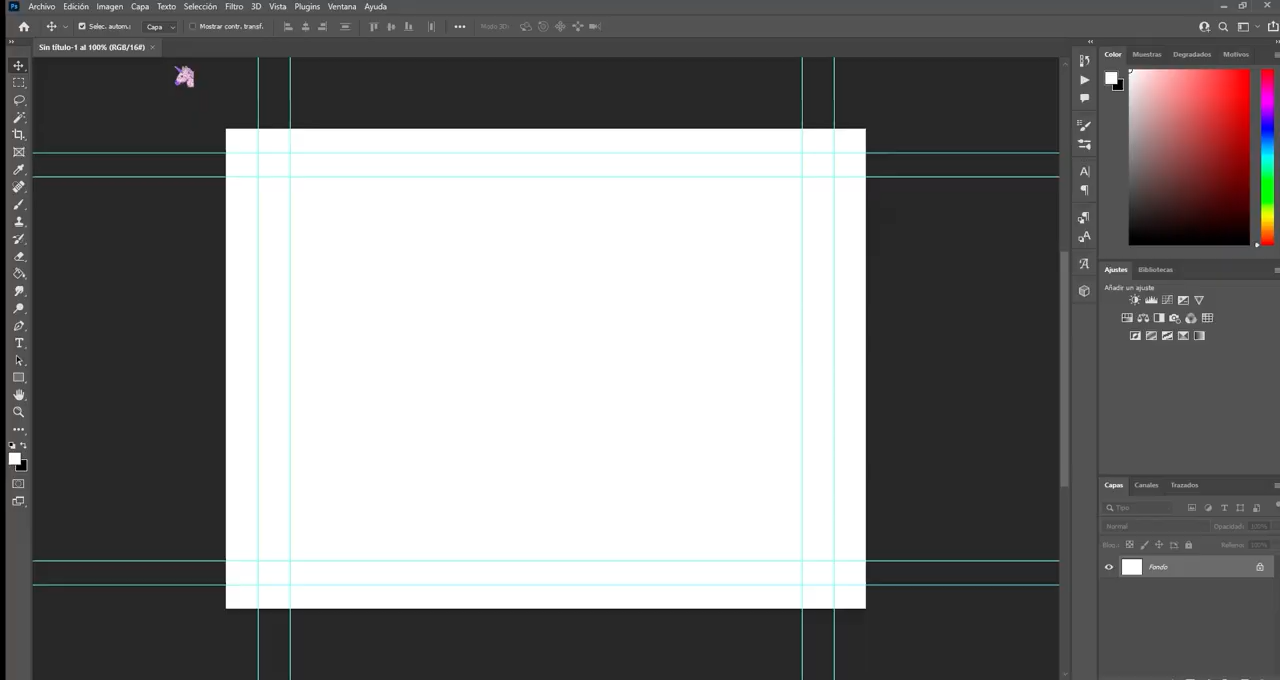 Ps Archivo Edición Imagen Capa Texto Selección Filtro 3D Vista Plugins Ventana Ayuda
Selec. autom.: Capa Mostrar contr. transf. Modo 3D:
Sin título-1 al 100% (RGB/16#) ×
Color Muestras Degradados Motivos
Ajustes Bibliotecas
Añadir un ajuste
Capas Canales Trazados
Tipo
Normal Opacidad: 100%
Bloq.: Relleno: 100%
Fondo